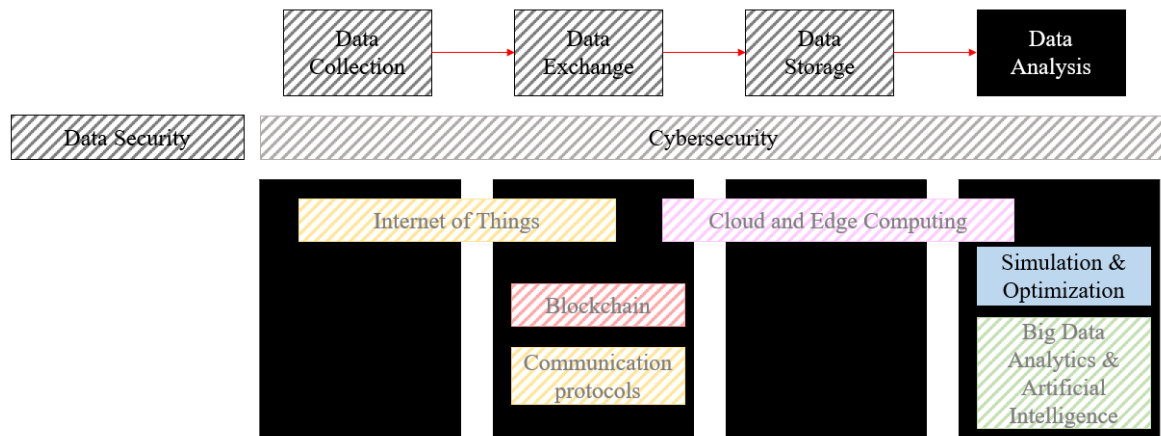 Data
Collection
Data
Exchange
Data
Storage
Data
Analysis
Data Security
Cybersecurity
Internet of Things
Cloud and Edge Computing
Simulation &
Optimization
Blockchain
Big Data
Analytics &
Artificial
Intelligence
Communication
protocols